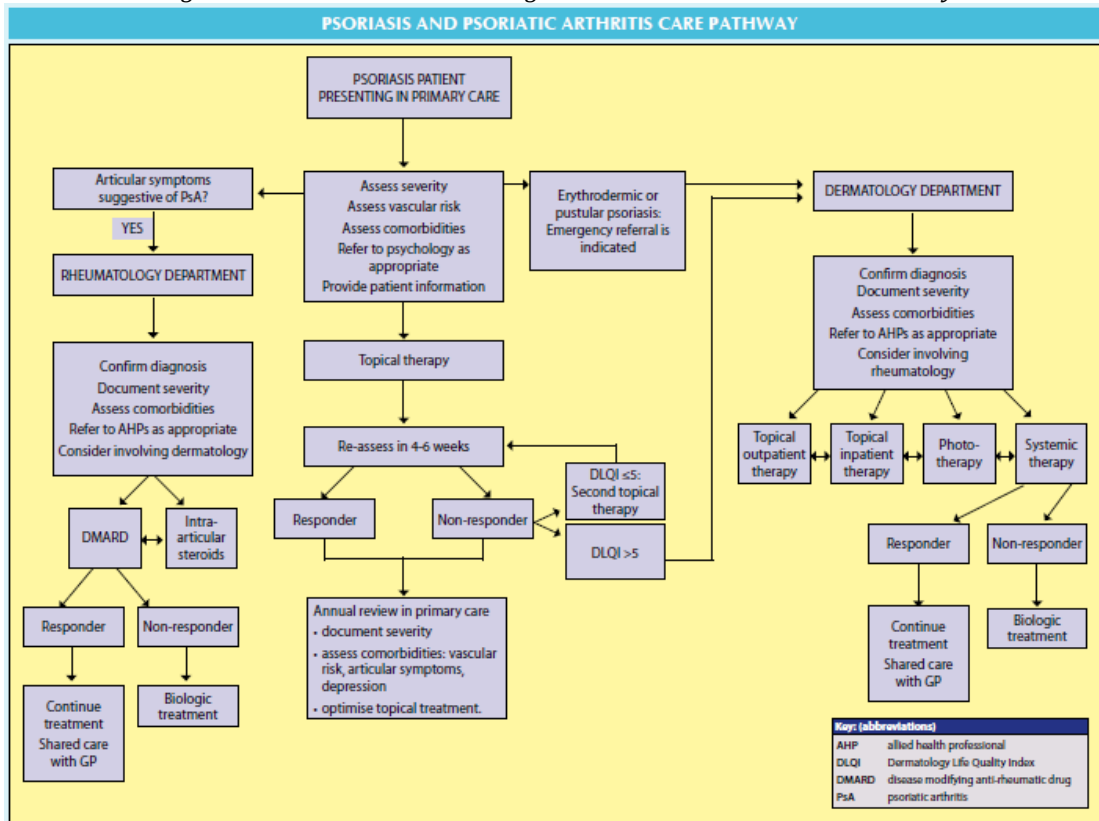 PSORIASIS AND PSORIATIC ARTHRITIS CARE PATHWAY
PSORIASIS PATIENT
PRESENTING IN PRIMARY CARE
Articular symptoms
suggestive of PsA?
YES
RHEUMATOLOGY DEPARTMENT
Confirm diagnosis
Document severity
Assess comorbidities
Refer to AHPs as appropriate
Consider involving dermatology
DMARD
Intra-
articular
steroids
Responder
Non-responder
Continue
treatment
Shared care
with GP
Biologic
treatment
Assess severity
Assess vascular risk
Assess comorbidities
Refer to psychology as
appropriate
Provide patient information
Topical therapy
Re-assess in 4-6 weeks
Responder
Non-responder
DLQI ≤5:
Second topical
therapy
DLQI >5
Annual review in primary care
• document severity
• assess comorbidities: vascular
risk, articular symptoms,
depression
• optimise topical treatment.
Erythrodermic or
pustular psoriasis:
Emergency referral is
indicated
DERMATOLOGY DEPARTMENT
Confirm diagnosis
Document severity
Assess comorbidities
Refer to AHPs as appropriate
Consider involving
rheumatology
Topical
outpatient
therapy
Topical
inpatient
therapy
Photo-
therapy
Systemic
therapy
Responder
Non-responder
Continue
treatment
Shared care
with GP
Biologic
treatment
Key: (abbreviations)
AHP allied health professional
DLQI Dermatology Life Quality Index
DMARD disease modifying anti-rheumatic drug
PsA psoriatic arthritis